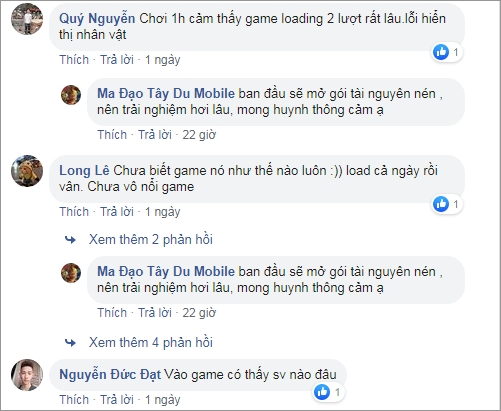 Quý Nguyễn Chơi 1h cảm thấy game loading 2 lượt rất lâu.lỗi hiển
thị nhân vật
1
Thích · Trả lời · 1 ngày
Ma Đạo Tây Du Mobile ban đầu sẽ mở gói tài nguyên nén ,
nên trải nghiệm hơi lâu, mong huynh thông cảm ạ
Thích · Trả lời · 22 giờ
Long Lê Chưa biết game nó như thế nào luôn :)) load cả ngày rồi
vân. Chưa vô nổi game
1
Thích · Trả lời · 1 ngày
Xem thêm 2 phản hồi
Ma Đạo Tây Du Mobile ban đầu sẽ mở gói tài nguyên nén ,
nên trải nghiệm hơi lâu, mong huynh thông cảm ạ
Thích · Trả lời · 22 giờ
Xem thêm 4 phản hồi
Nguyễn Đức Đạt Vào game có thấy sv nào đâu
1
Thích · Trả lời · 1 ngày